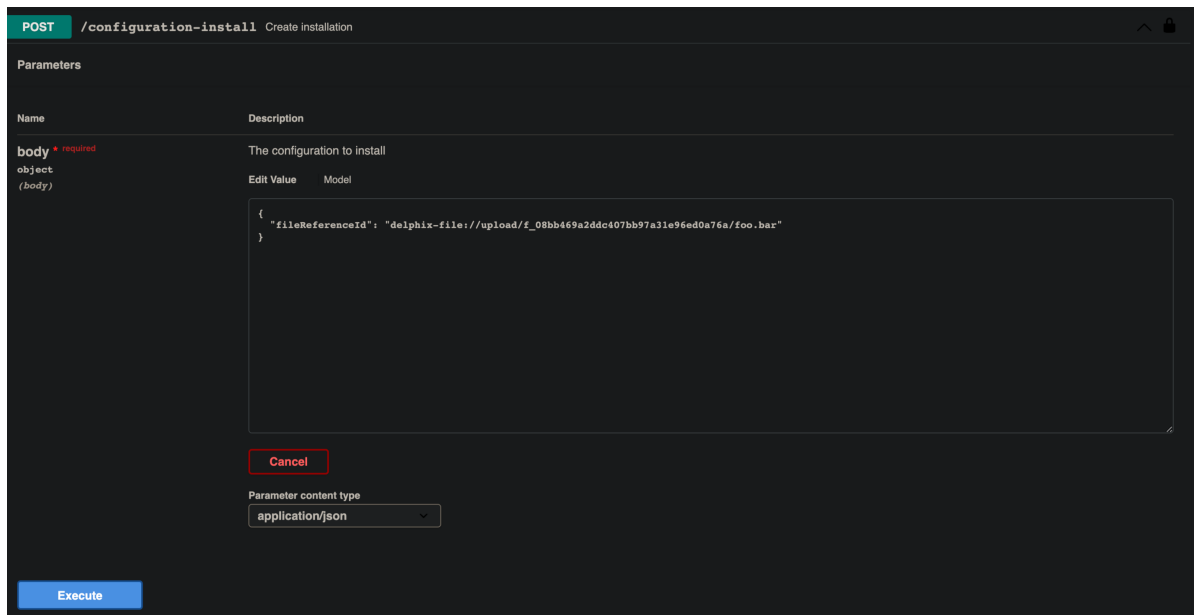 POST /configuration-install Create installation
Parameters
Name Description
body * required
object
(body)
The configuration to install
Edit Value Model
{
"fileReferenceId": "delphix-file://upload/f_08bb469a2ddc407bb97a31e96ed0a76a/foo.bar"
}
Cancel
Parameter content type
application/json
Execute